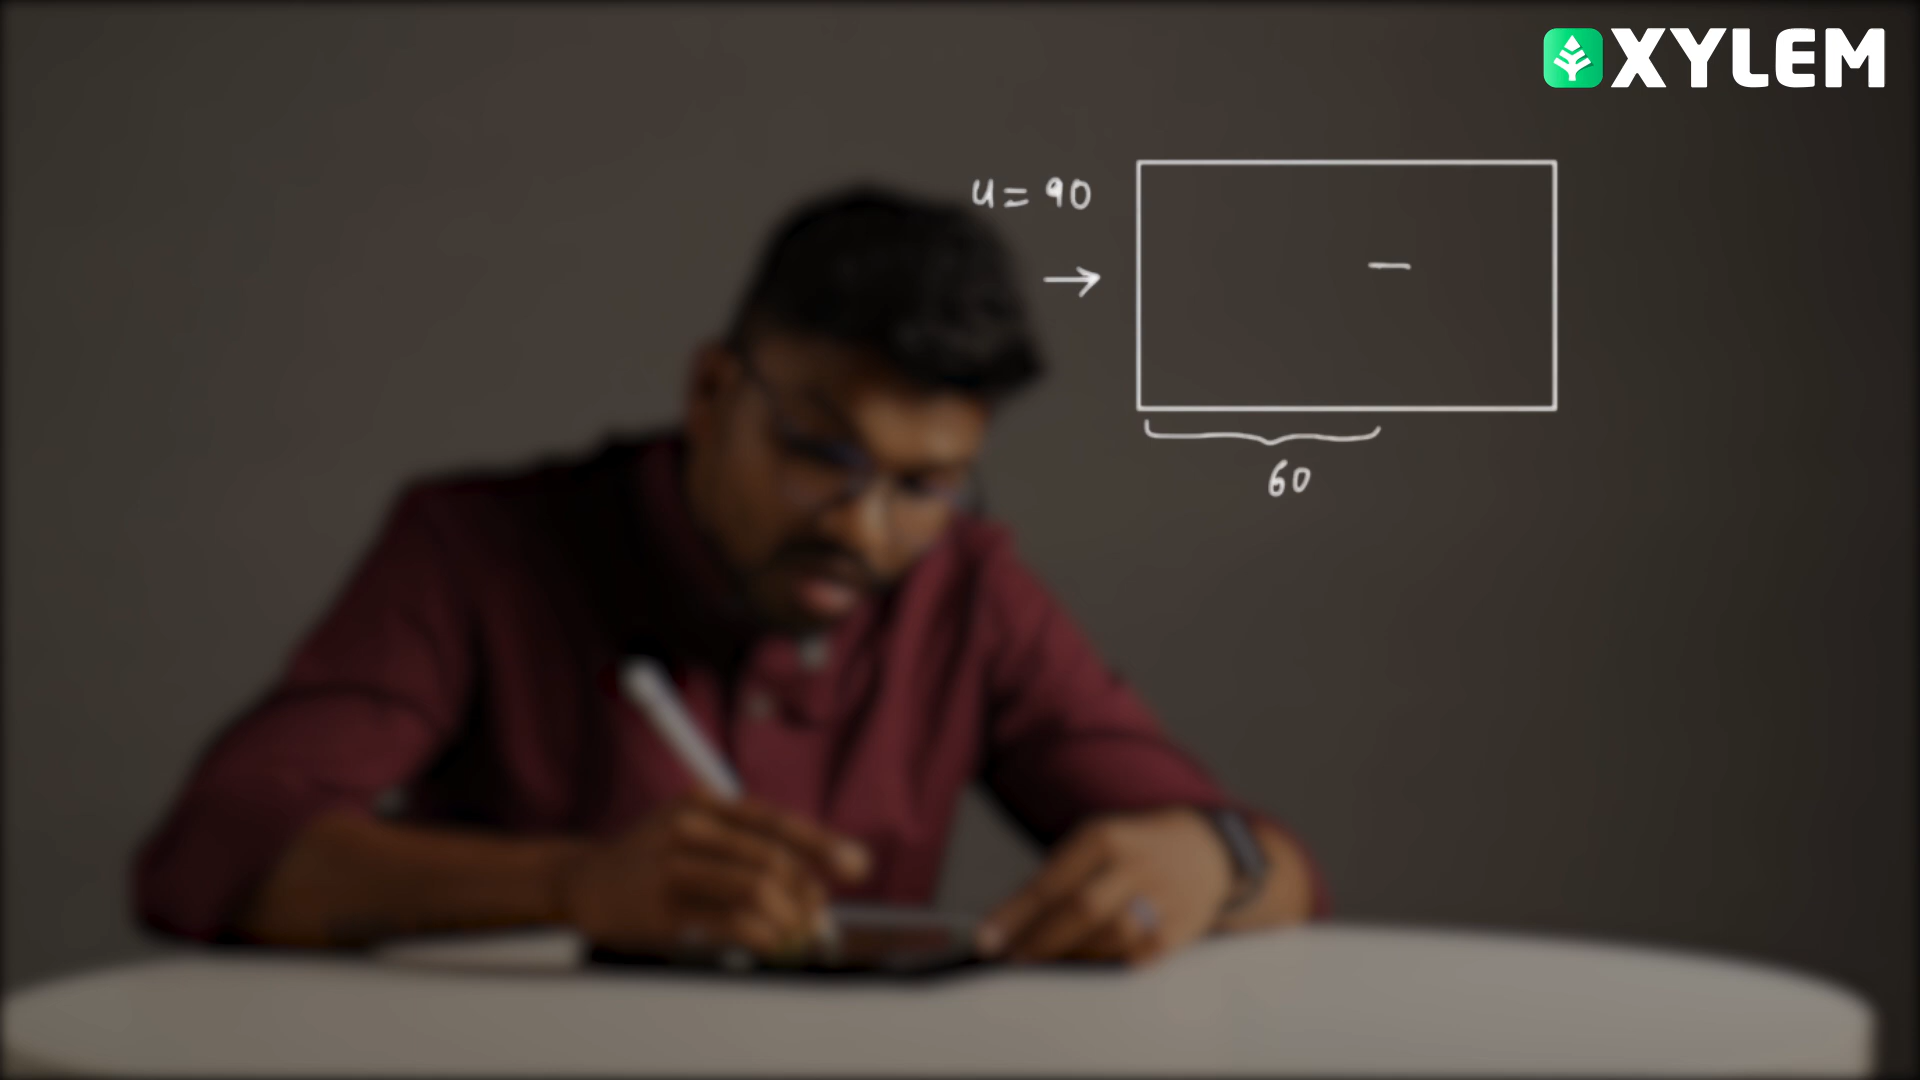 XYLEM
u = 90
→
—
60